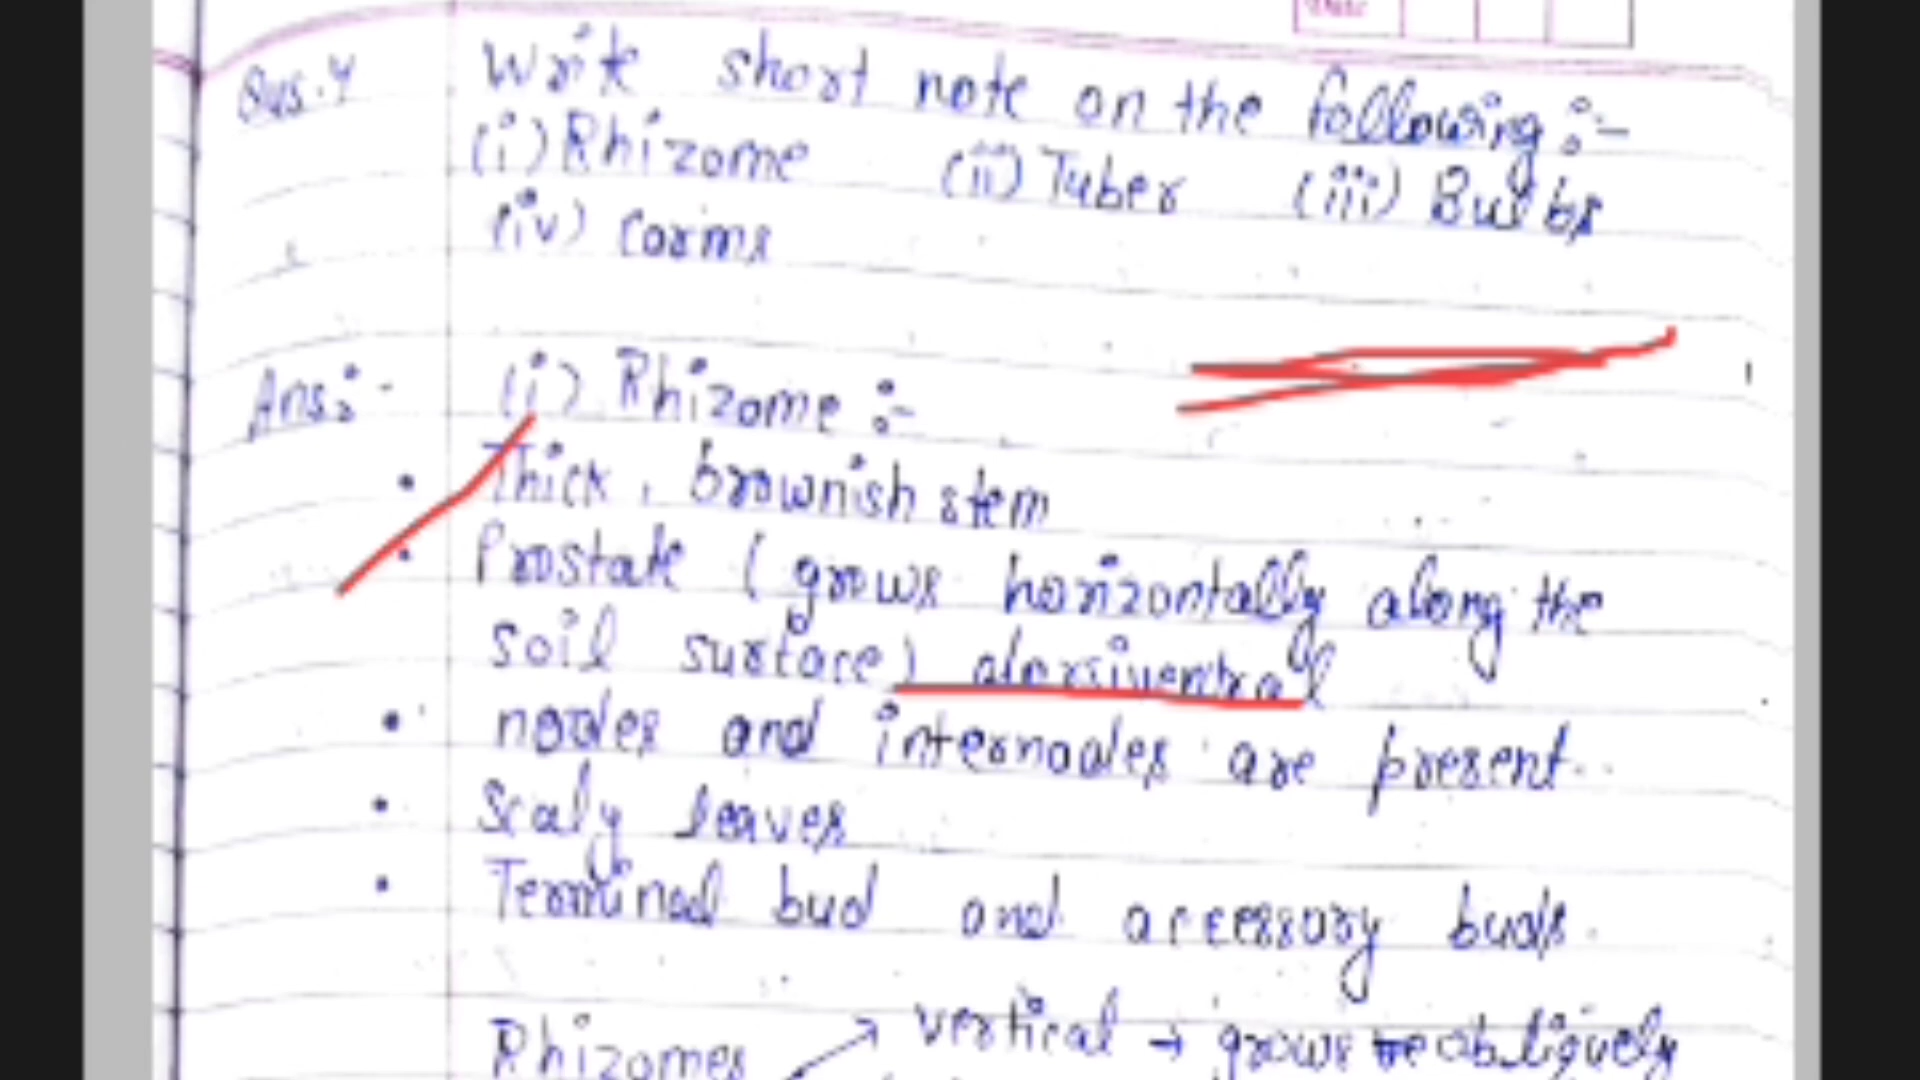 Date
Qus.4 Write short note on the following :-
(i) Rhizome (ii) Tuber (iii) Bulbs
(iv) Corms
Ans:- (i) Rhizome :-
• Thick, brownish stem
• Prostate (grows horizontally along the
soil surface) dorsiventral
• nodes and internodes are present.
• Scaly leaves
• Terminal bud and accessory buds.
Rhizomes → vertical → grows obliquely